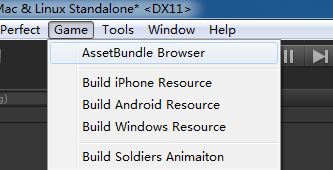 Mac & Linux Standalone* <DX11>
Perfect Game Tools Window Help
AssetBundle Browser
Build iPhone Resource
Build Android Resource
Build Windows Resource
Build Soldiers Animaiton